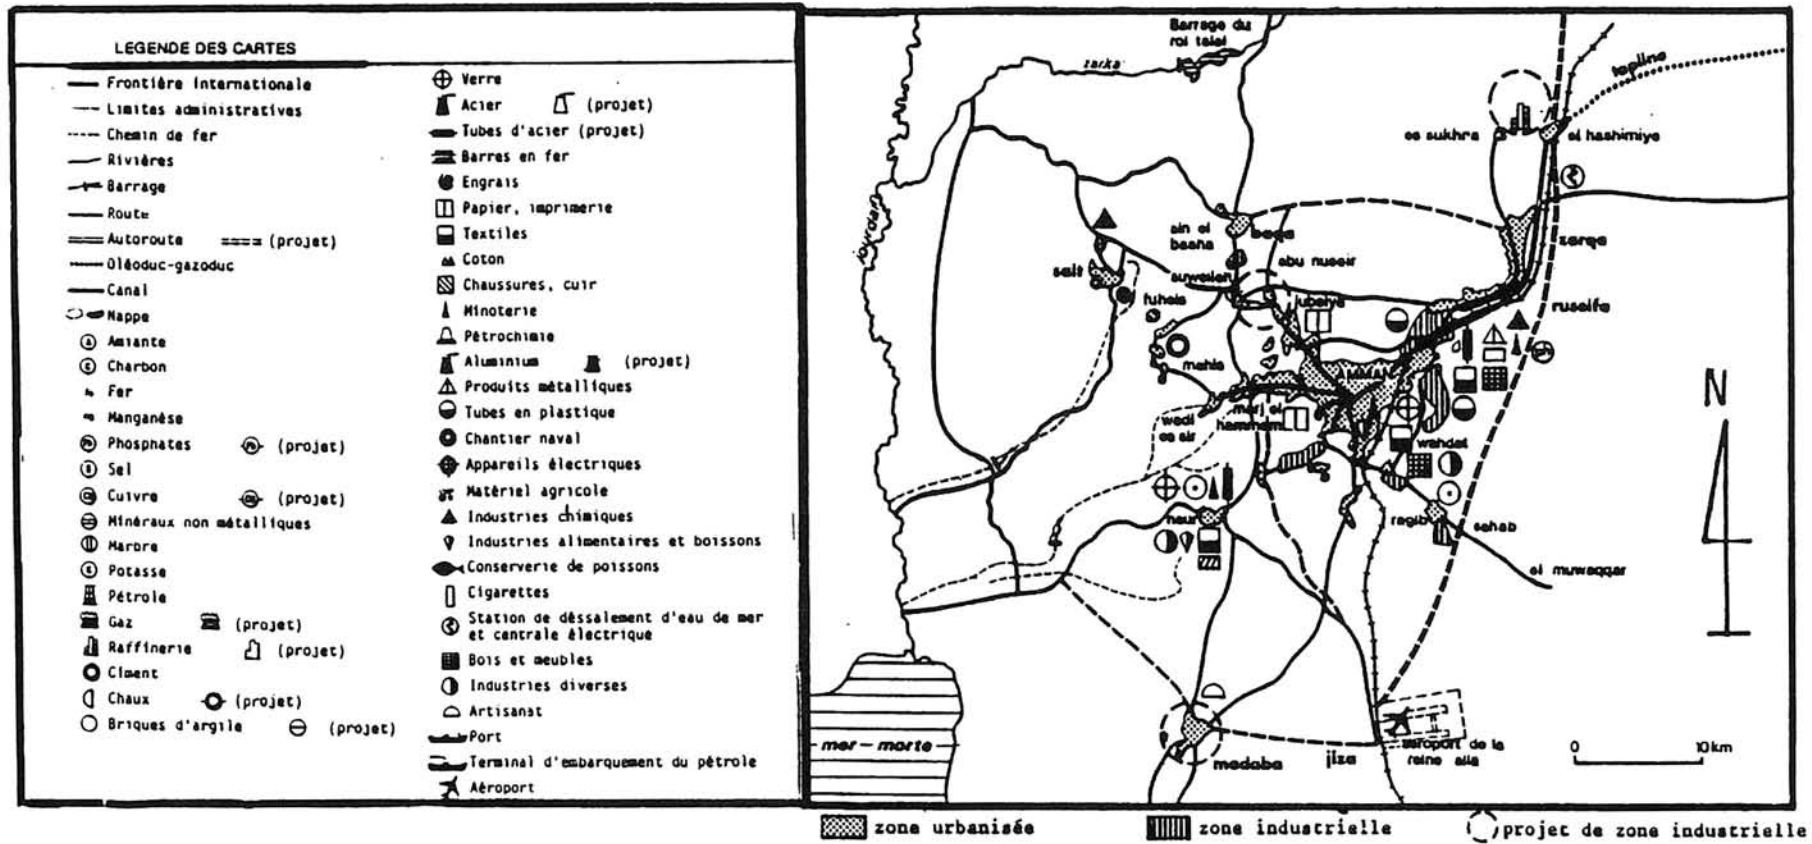 LEGENDE DES CARTES
Frontière Internationale
Limites administratives
Chemin de fer
Rivières
Barrage
Route
Autoroute (projet)
Oléoduc-gazoduc
Canal
Nappe
Amiante
Charbon
Fer
Manganèse
Phosphates (projet)
Sel
Cuivre (projet)
Minéraux non métalliques
Marbre
Potasse
Pétrole
Gaz (projet)
Raffinerie (projet)
Ciment
Chaux (projet)
Briques d'argile (projet)
Verre
Acier (projet)
Tubes d'acier (projet)
Barres en fer
Engrais
Papier, imprimerie
Textiles
Coton
Chaussures, cuir
Minoterie
Pétrochimie
Aluminium (projet)
Produits métalliques
Tubes en plastique
Chantier naval
Appareils électriques
Matériel agricole
Industries chimiques
Industries alimentaires et boissons
Conserverie de poissons
Cigarettes
Station de déssalement d'eau de mer
et centrale électrique
Bois et meubles
Industries diverses
Artisanat
Port
Terminal d'embarquement du pétrole
Aéroport
Barrage du
roi talal
zarka
tapline
es sukhra
el hashimiye
jourdan
ain el
basha
baqa
zarqa
salt
suweileh
abu nuseir
ruseifa
fuheis
jubeiya
mahis
AMMAN
N
wadi
es sir
marj el
hammam
wahdat
naur
ragib
sahab
el muwaqqar
mer-morte
madaba
jiza
aéroport de la
reine alia
0 10km
zone urbanisée
zone industrielle
projet de zone industrielle